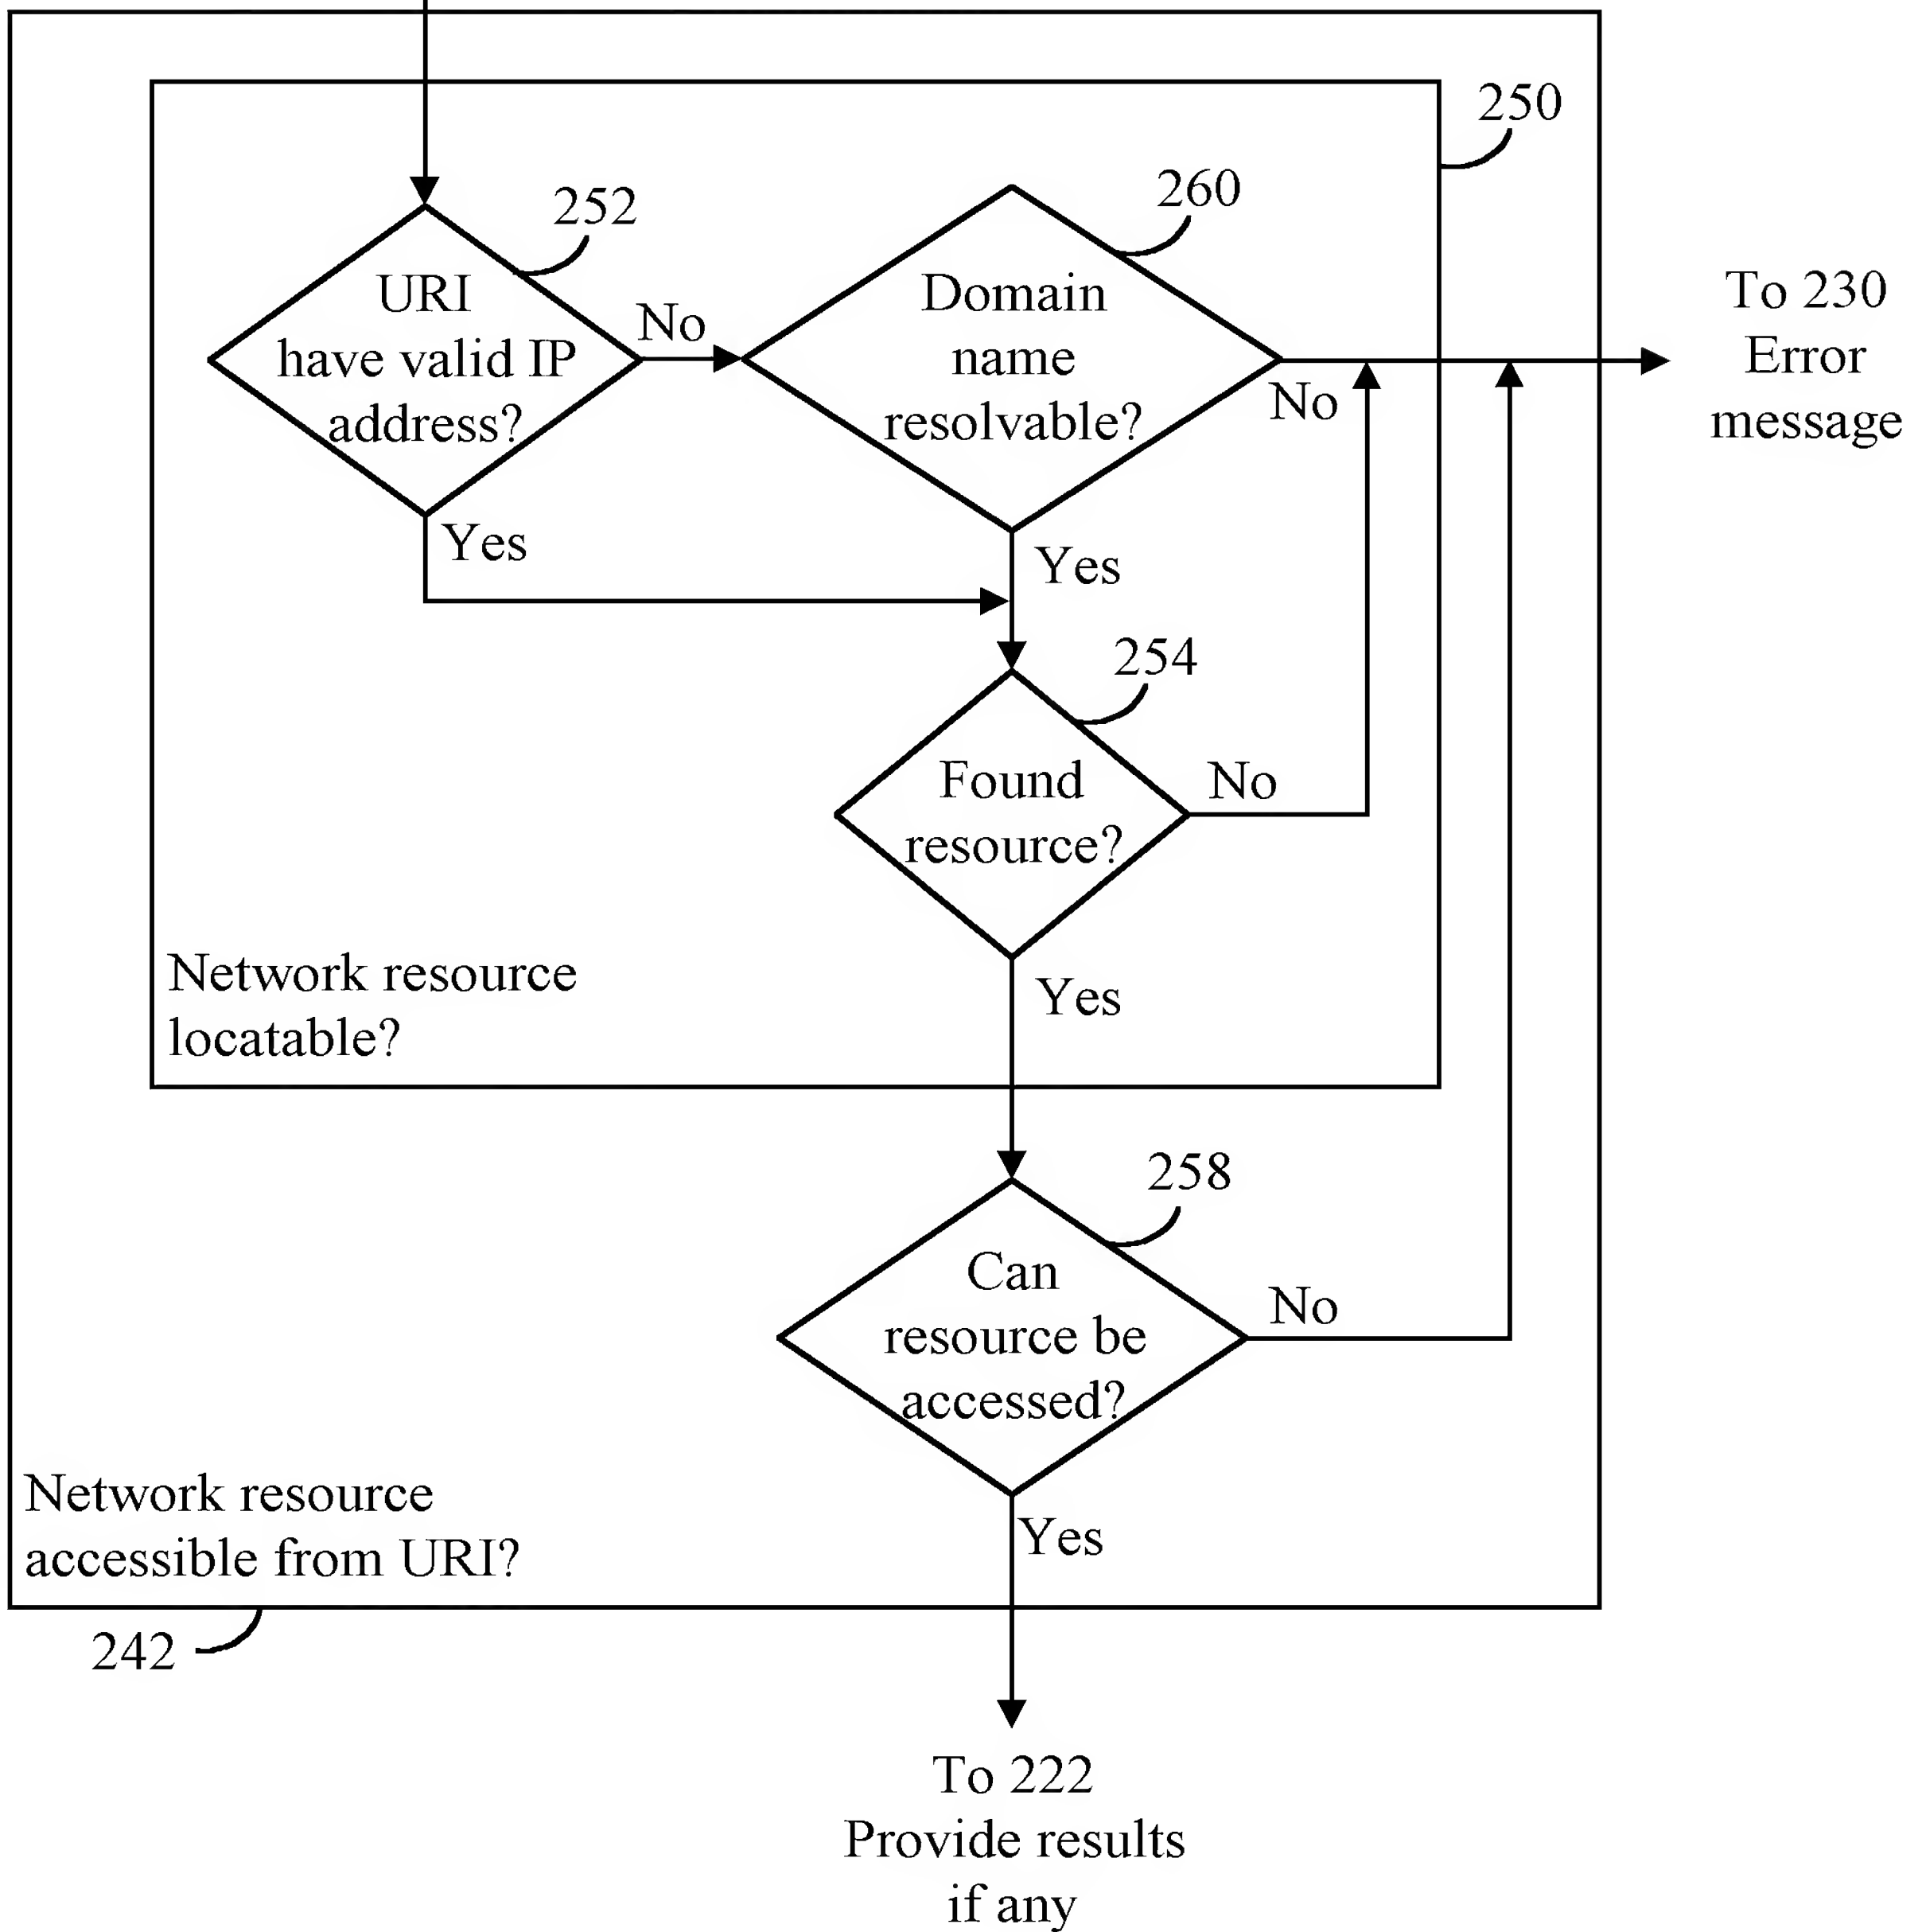 250
252
260
URI
have valid IP
address?
No
Domain
name
resolvable?
No
To 230
Error
message
Yes
Yes
254
Found
resource?
No
Network resource
locatable?
Yes
258
Can
resource be
accessed?
No
Network resource
accessible from URI?
Yes
242
To 222
Provide results
if any